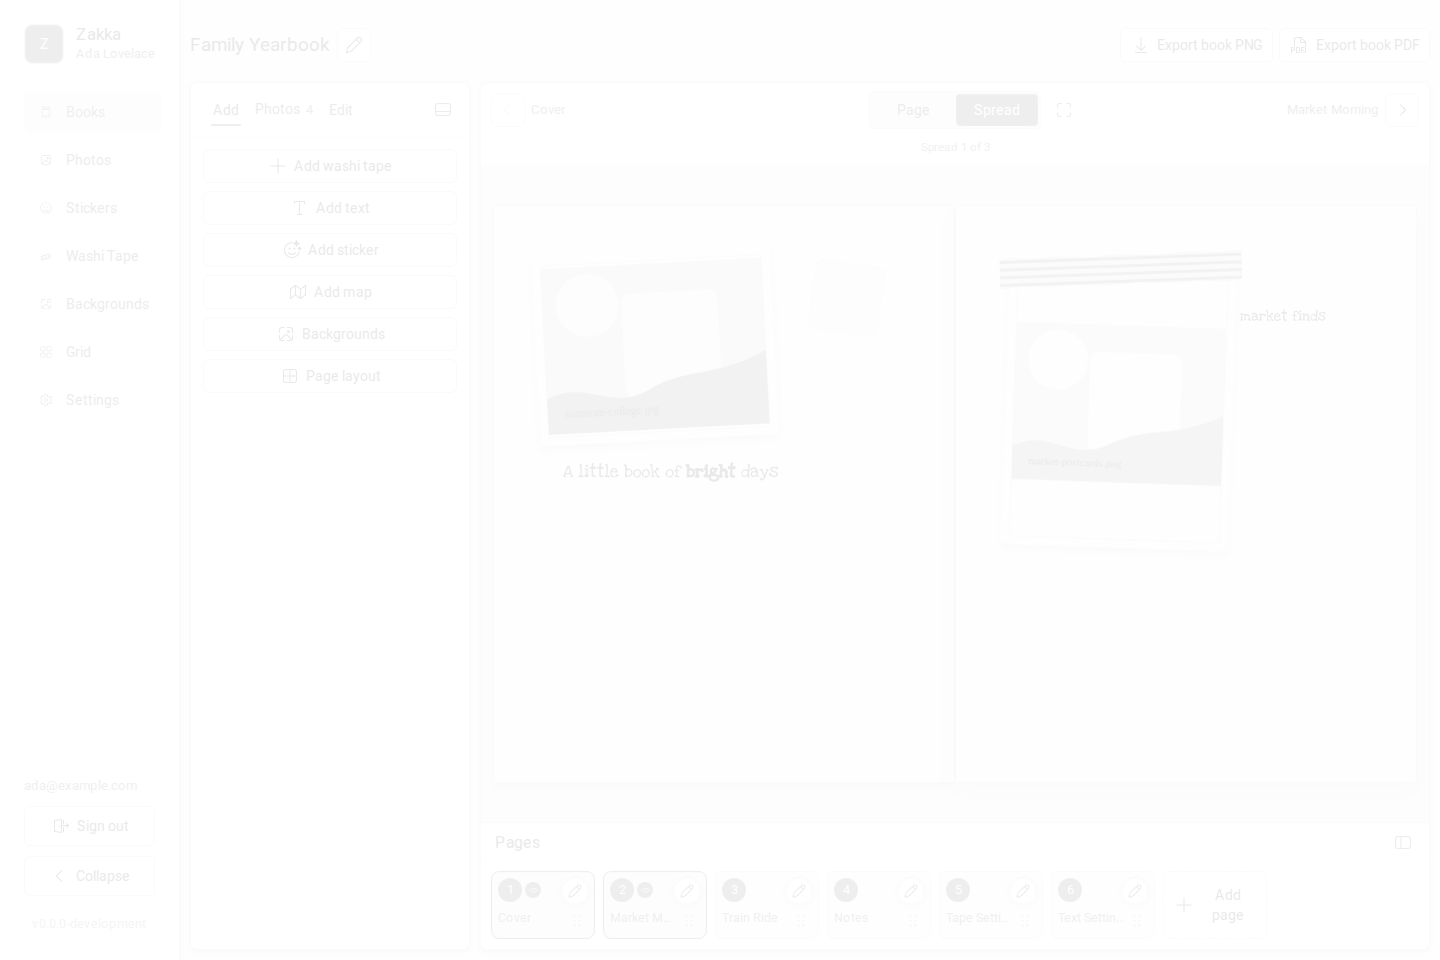 Z
Zakka
Ada Lovelace
Books
Photos
Stickers
Washi Tape
Backgrounds
Grid
Settings
ada@example.com
Sign out
Collapse
v0.0.0-development
Family Yearbook
Export book PNG
PDF Export book PDF
Add Photos 4 Edit
Add washi tape
Add text
Add sticker
Add map
Backgrounds
Page layout
Cover
Page Spread
Market Morning
Spread 1 of 3
A little book of bright days
market finds
Pages
1
Cover
2
Market M...
3
Train Ride
4
Notes
5
Tape Setti...
6
Text Settin...
Add
page